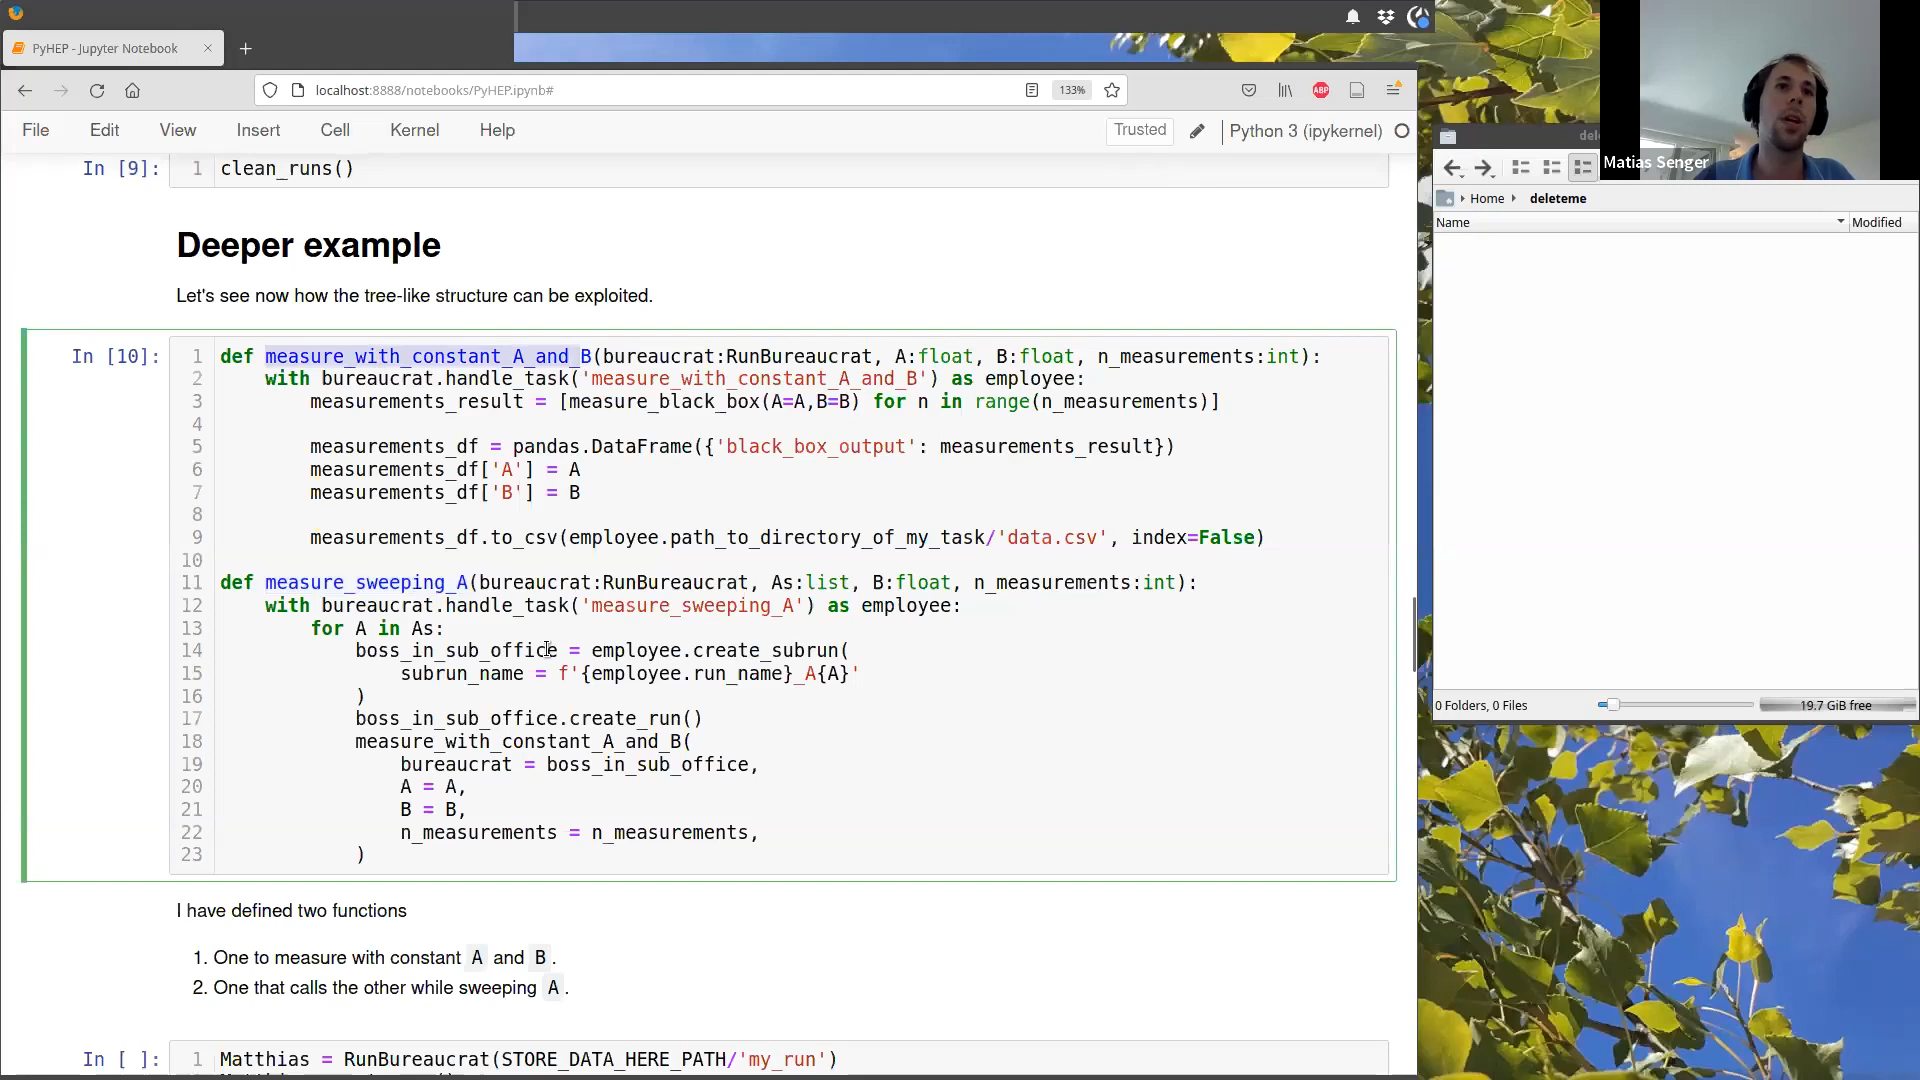 PyHEP - Jupyter Notebook
localhost:8888/notebooks/PyHEP.ipynb#
133%
ABP
File Edit View Insert Cell Kernel Help
Trusted
Python 3 (ipykernel)
In [9]:
1 clean_runs()
Deeper example
Let's see now how the tree-like structure can be exploited.
In [10]:
1 def measure_with_constant_A_and_B(bureaucrat:RunBureaucrat, A:float, B:float, n_measurements:int):
2     with bureaucrat.handle_task('measure_with_constant_A_and_B') as employee:
3         measurements_result = [measure_black_box(A=A,B=B) for n in range(n_measurements)]
4
5         measurements_df = pandas.DataFrame({'black_box_output': measurements_result})
6         measurements_df['A'] = A
7         measurements_df['B'] = B
8
9         measurements_df.to_csv(employee.path_to_directory_of_my_task/'data.csv', index=False)
10
11 def measure_sweeping_A(bureaucrat:RunBureaucrat, As:list, B:float, n_measurements:int):
12     with bureaucrat.handle_task('measure_sweeping_A') as employee:
13         for A in As:
14             boss_in_sub_office = employee.create_subrun(
15                 subrun_name = f'{employee.run_name}_A{A}'
16             )
17             boss_in_sub_office.create_run()
18             measure_with_constant_A_and_B(
19                 bureaucrat = boss_in_sub_office,
20                 A = A,
21                 B = B,
22                 n_measurements = n_measurements,
23             )
I have defined two functions
1. One to measure with constant A and B .
2. One that calls the other while sweeping A .
In [ ]:
1 Matthias = RunBureaucrat(STORE_DATA_HERE_PATH/'my_run')
Matias Senger
Home
deleteme
Name
Modified
0 Folders, 0 Files
19.7 GiB free